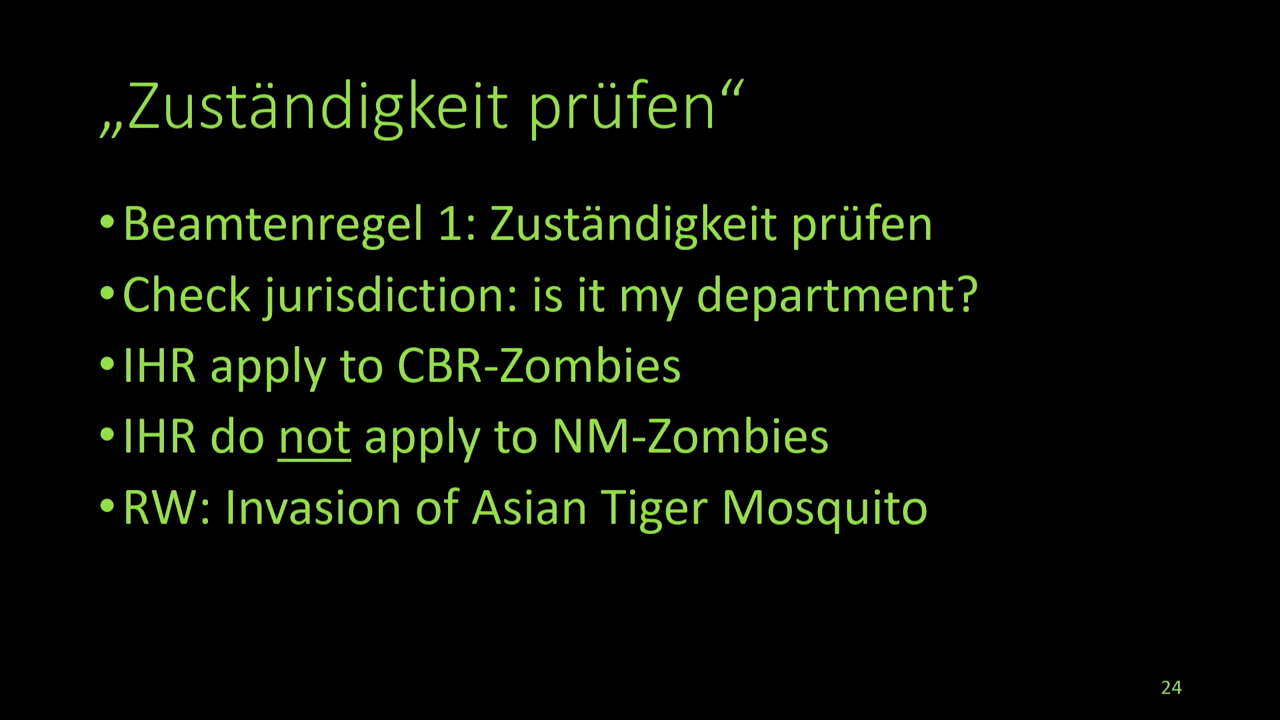 „Zuständigkeit prüfen“
•Beamtenregel 1: Zuständigkeit prüfen
•Check jurisdiction: is it my department?
•IHR apply to CBR-Zombies
•IHR do not apply to NM-Zombies
•RW: Invasion of Asian Tiger Mosquito
24